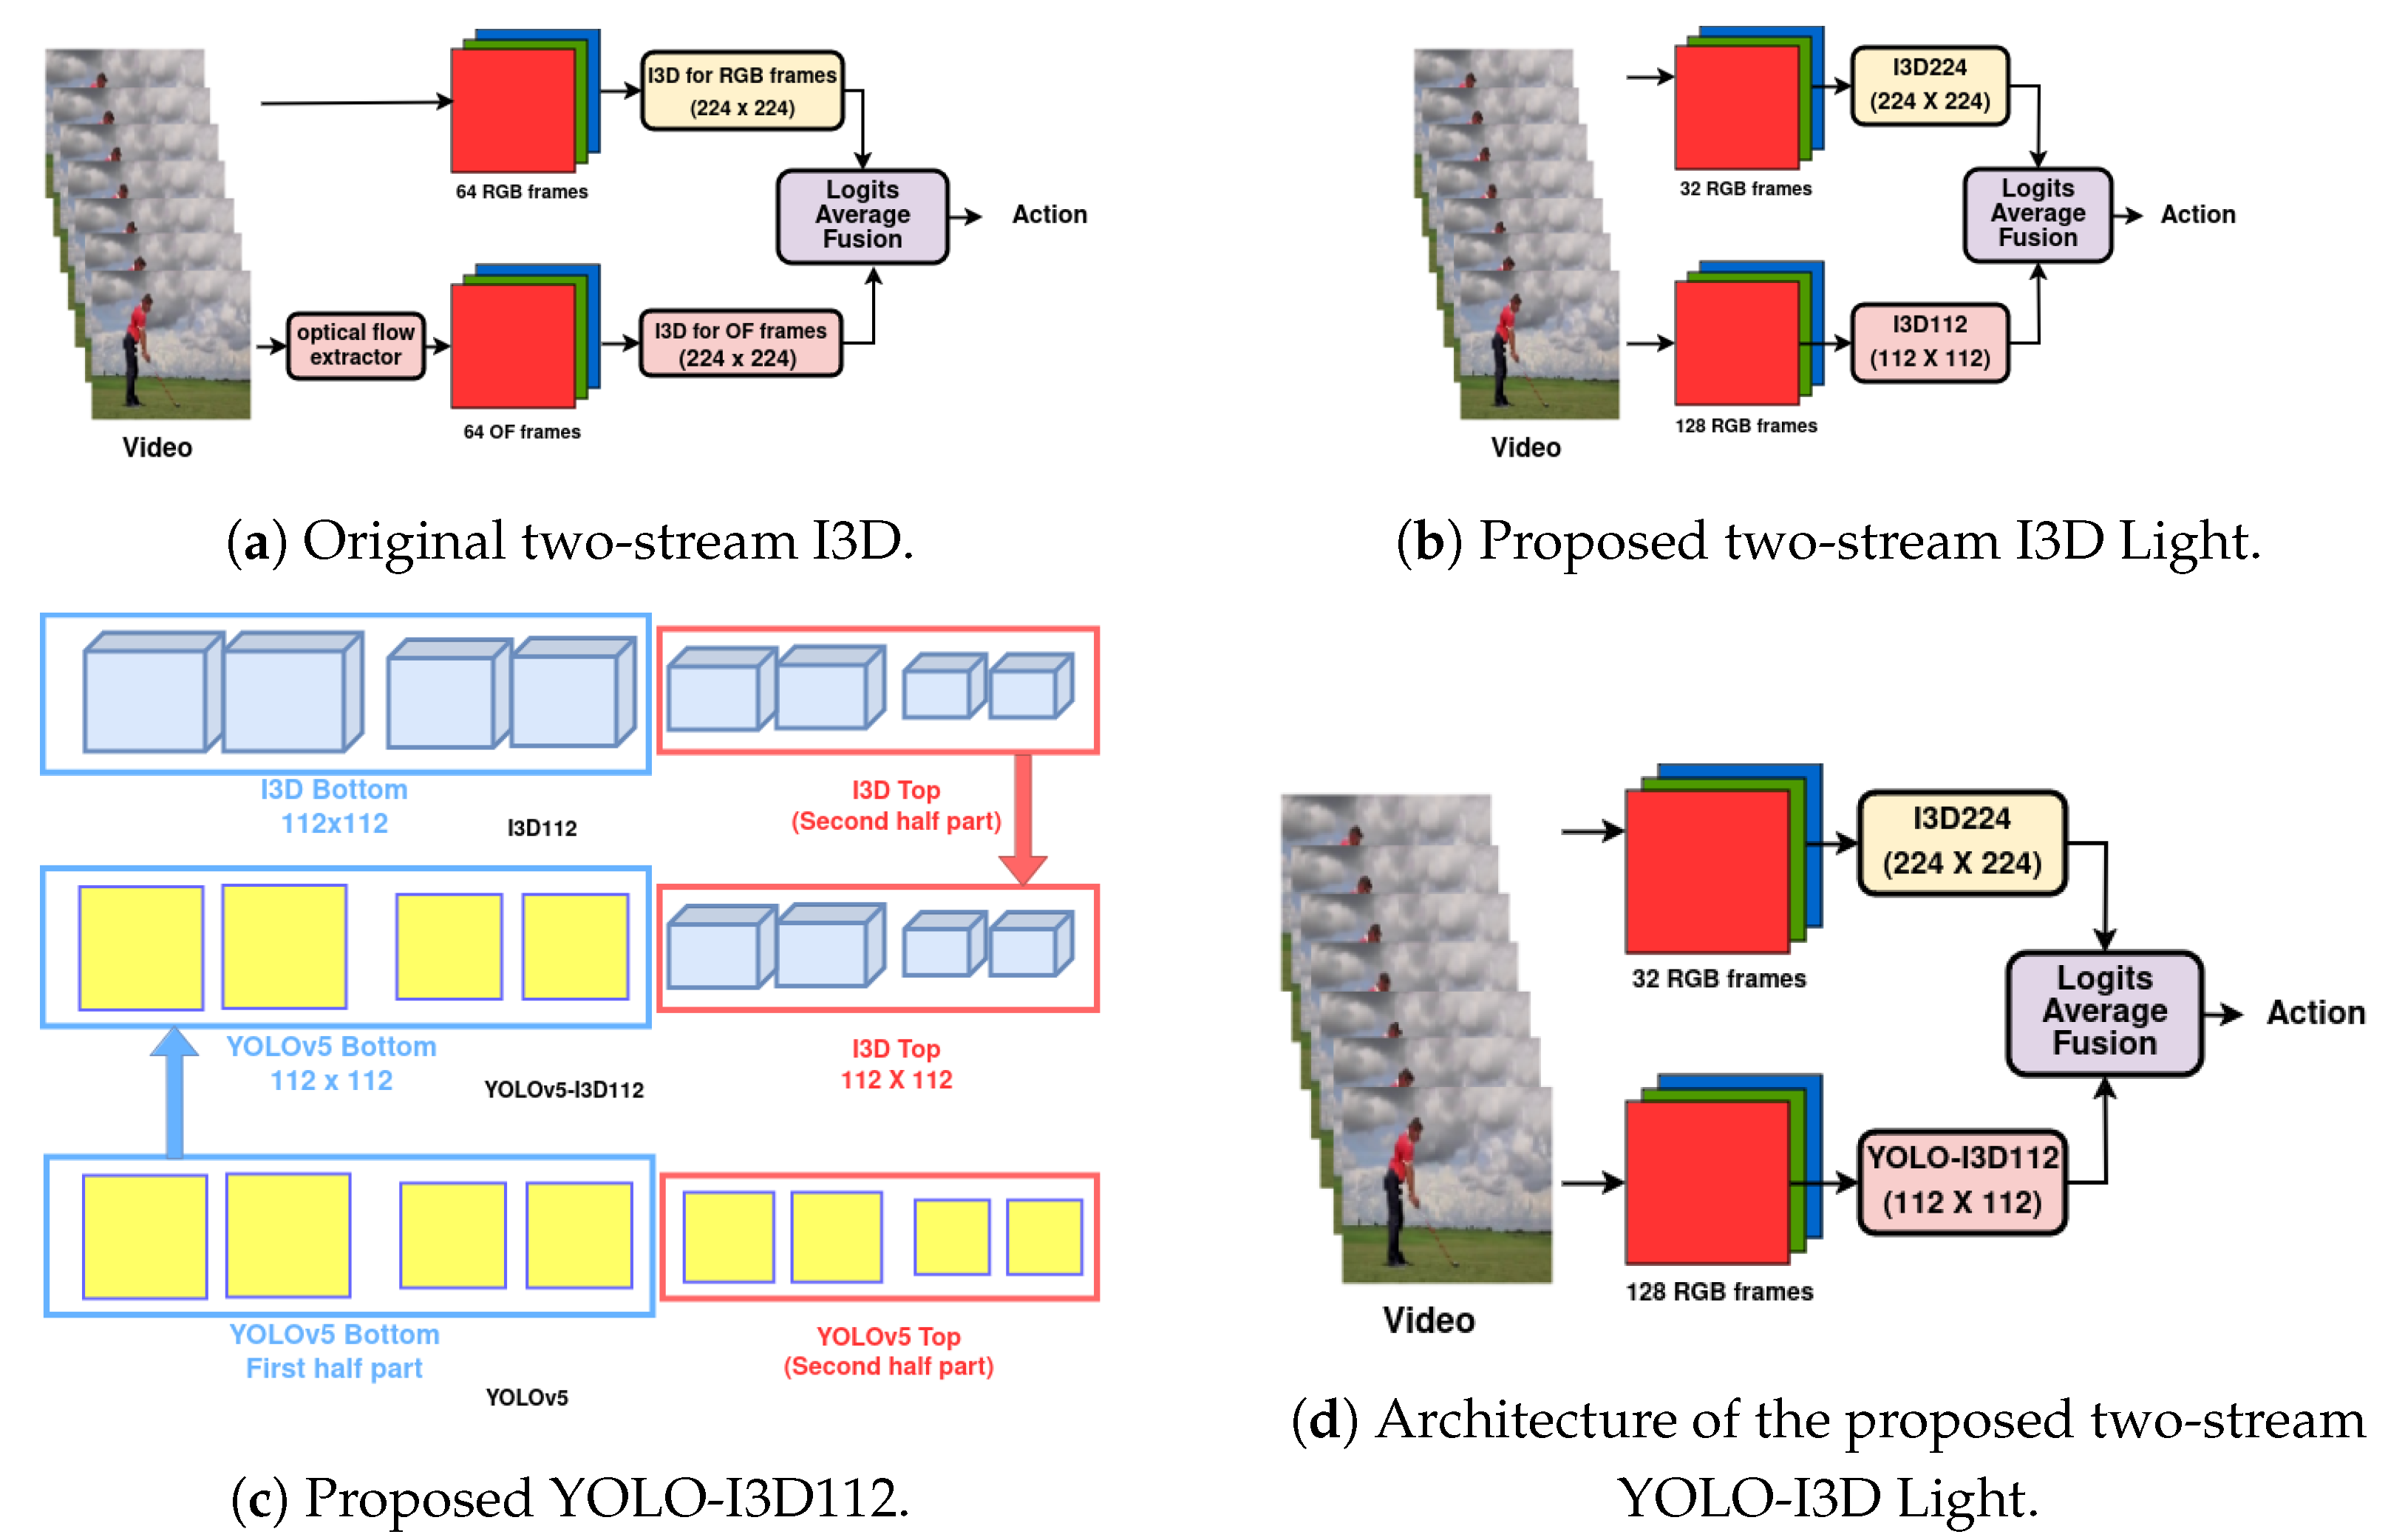 I3D for RGB frames
(224 x 224)
64 RGB frames
Logits
Average
Fusion
Action
optical flow
extractor
I3D for OF frames
(224 x 224)
64 OF frames
Video
(a) Original two-stream I3D.
I3D224
(224 X 224)
32 RGB frames
Logits
Average
Fusion
Action
I3D112
(112 X 112)
128 RGB frames
Video
(b) Proposed two-stream I3D Light.
I3D Bottom
112x112
I3D112
I3D Top
(Second half part)
YOLOv5 Bottom
112 x 112
YOLOv5-I3D112
I3D Top
112 X 112
YOLOv5 Bottom
First half part
YOLOv5
YOLOv5 Top
(Second half part)
(c) Proposed YOLO-I3D112.
I3D224
(224 X 224)
32 RGB frames
Logits
Average
Fusion
Action
YOLO-I3D112
(112 X 112)
128 RGB frames
Video
(d) Architecture of the proposed two-stream
YOLO-I3D Light.